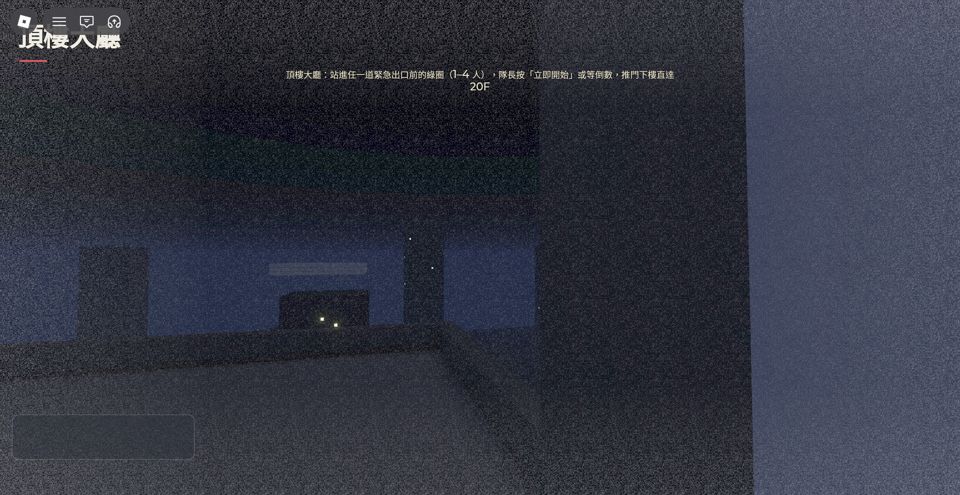 頂樓大廳
頂樓大廳：站進任一道緊急出口前的綠圈（1–4 人），隊長按「立即開始」或等倒數，推門下樓直達
20F